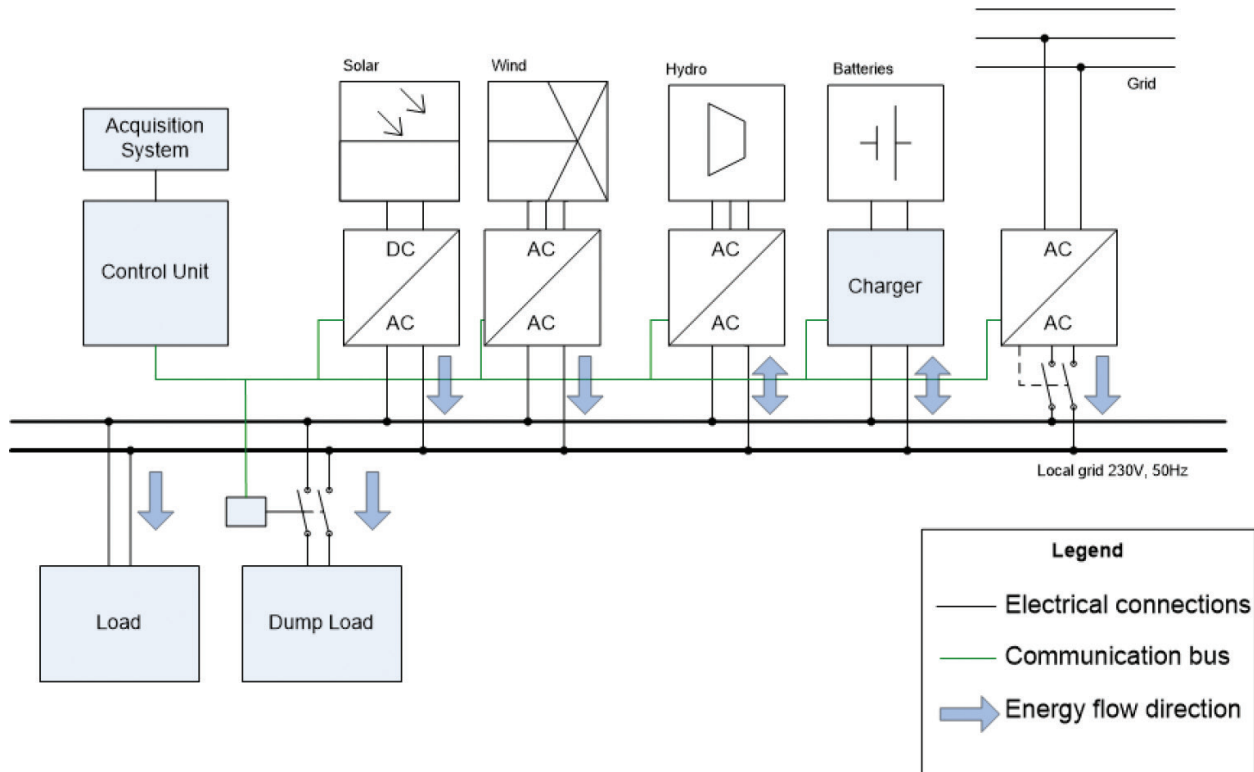 Solar
Wind
Hydro
Batteries
Grid
Acquisition
System
Control Unit
DC
AC
AC
AC
AC
AC
Charger
AC
AC
Local grid 230V, 50Hz
Load
Dump Load
Legend
Electrical connections
Communication bus
Energy flow direction